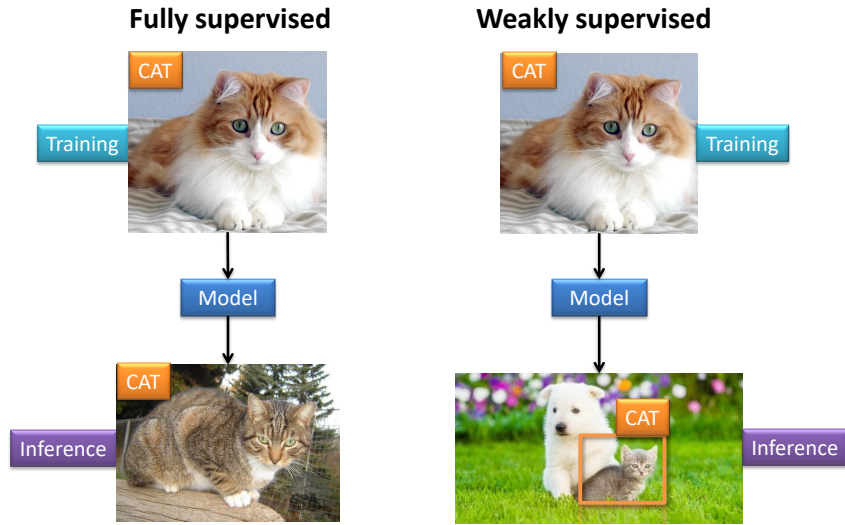 Fully supervised
Weakly supervised
CAT
CAT
Training
Training
Model
Model
CAT
CAT
Inference
Inference